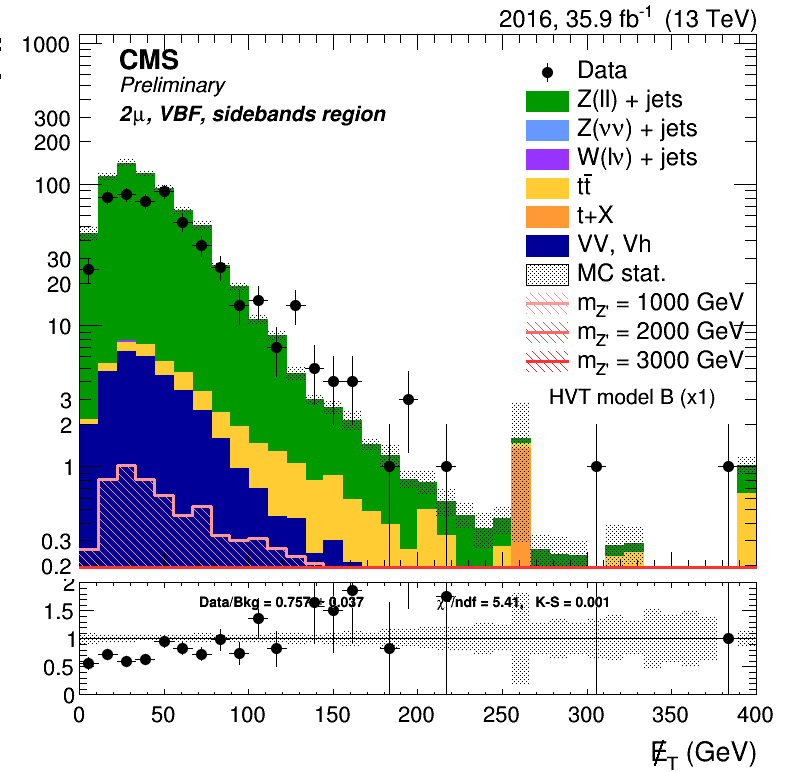 2016, 35.9 fb⁻¹ (13 TeV)
CMS
Preliminary
2μ, VBF, sidebands region
Data
Z(ll) + jets
Z(νν) + jets
W(lν) + jets
tt̄
t+X
VV, Vh
MC stat.
m_Z' = 1000 GeV
m_Z' = 2000 GeV
m_Z' = 3000 GeV
HVT model B (x1)
1000
300
200
100
30
20
10
3
2
1
0.3
0.2
Data/Bkg = 0.757 ± 0.037
χ²/ndf = 5.41, K-S = 0.001
2
1.5
1
0.5
0
0 50 100 150 200 250 300 350 400
E̸_T (GeV)